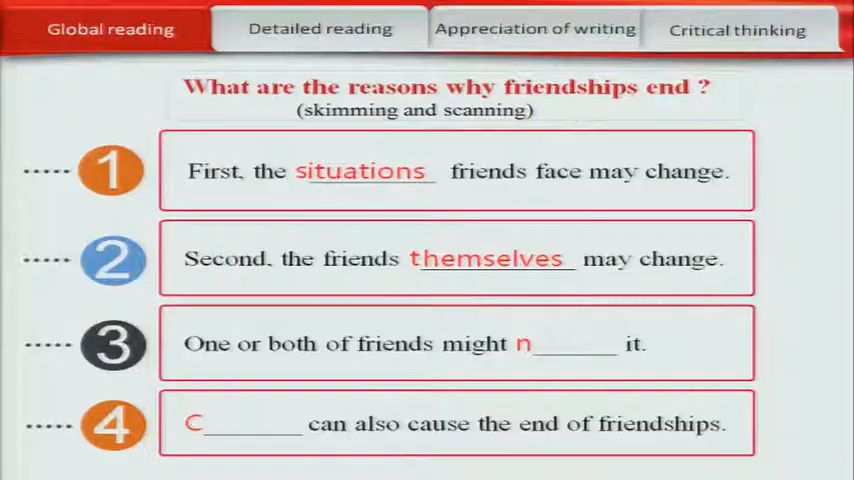 Global reading
Detailed reading
Appreciation of writing
Critical thinking
What are the reasons why friendships end ?
(skimming and scanning)
1
First, the situations friends face may change.
2
Second, the friends themselves may change.
3
One or both of friends might n_______ it.
4
C________ can also cause the end of friendships.